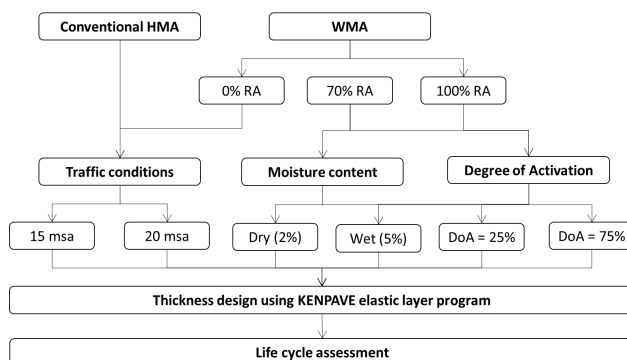 Conventional HMA
WMA
0% RA
70% RA
100% RA
Traffic conditions
Moisture content
Degree of Activation
15 msa
20 msa
Dry (2%)
Wet (5%)
DoA = 25%
DoA = 75%
Thickness design using KENPAVE elastic layer program
Life cycle assessment